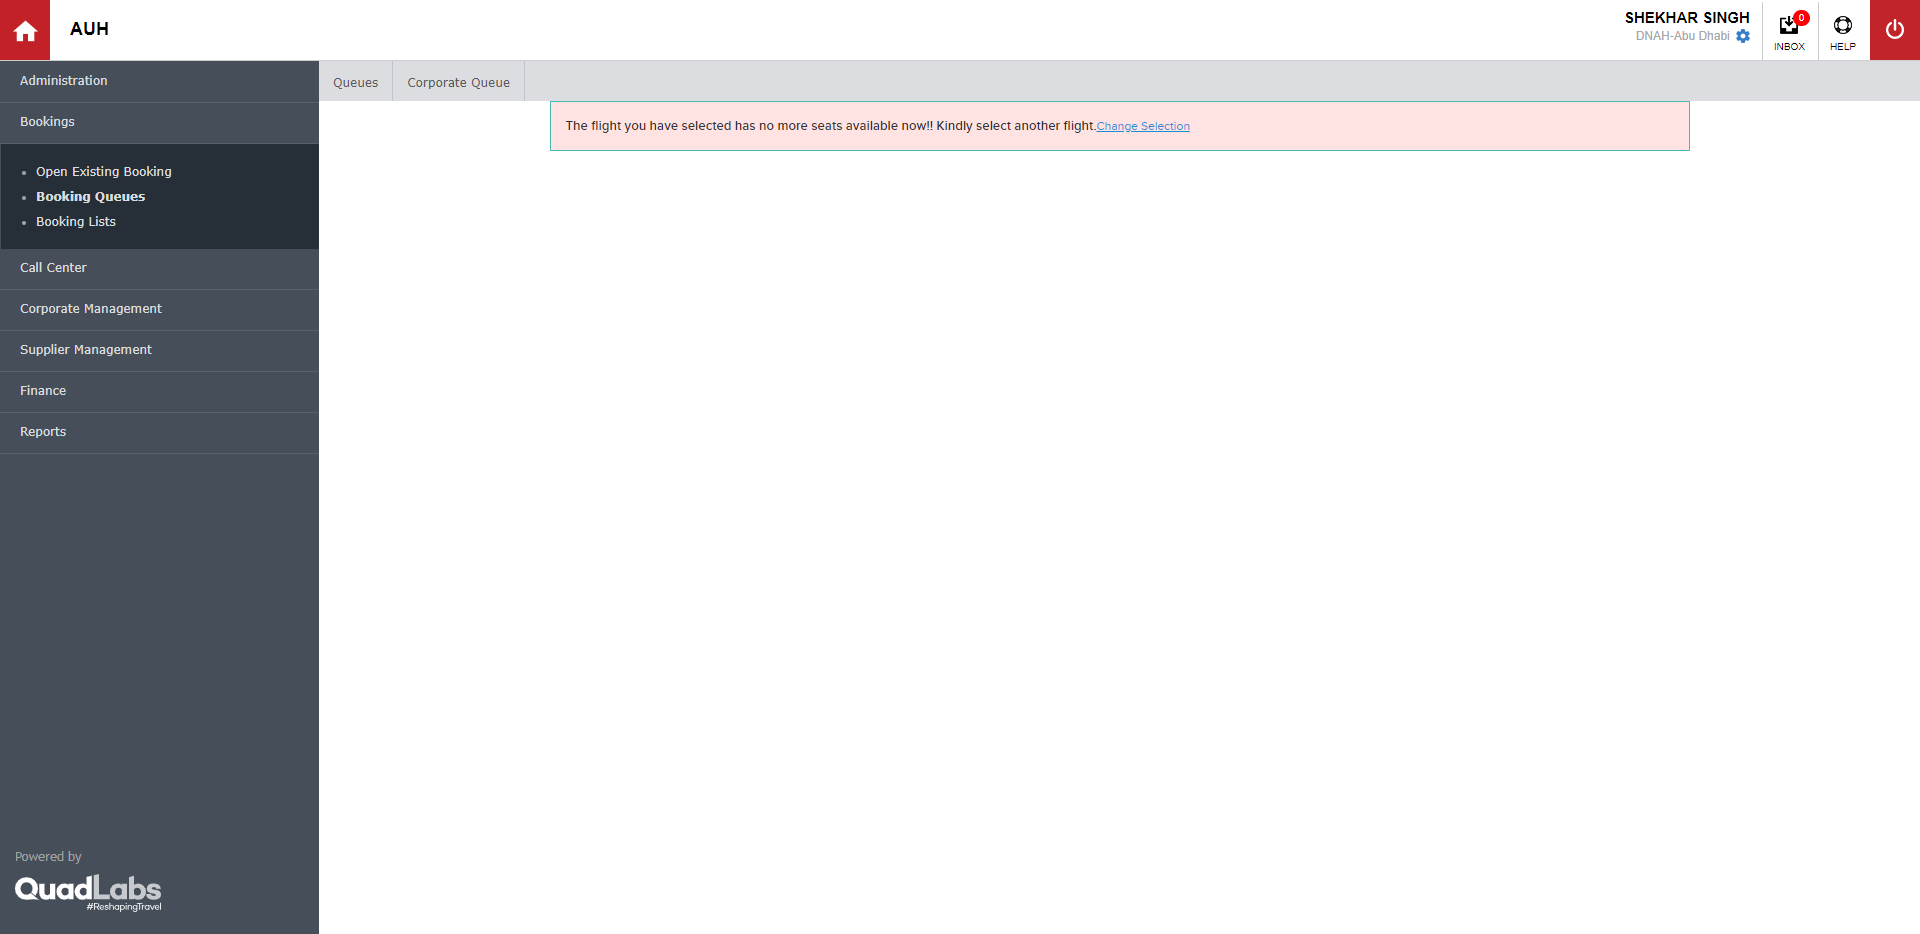 AUH
SHEKHAR SINGH
DNAH-Abu Dhabi
0
INBOX
HELP
Administration
Bookings
Open Existing Booking
Booking Queues
Booking Lists
Call Center
Corporate Management
Supplier Management
Finance
Reports
Queues
Corporate Queue
The flight you have selected has no more seats available now!! Kindly select another flight.Change Selection
Powered by
QuadLabs
#ReshapingTravel